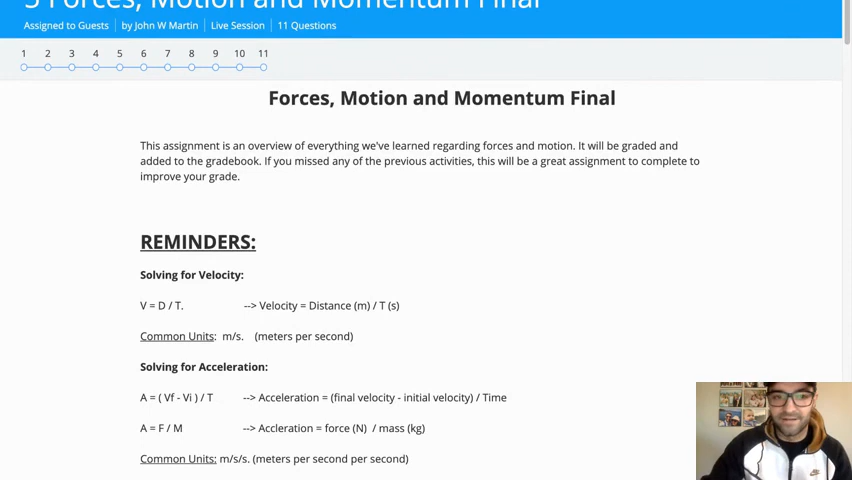 5 Forces, Motion and Momentum Final
Assigned to Guests | by John W Martin | Live Session | 11 Questions
1 2 3 4 5 6 7 8 9 10 11
Forces, Motion and Momentum Final
This assignment is an overview of everything we've learned regarding forces and motion. It will be graded and
added to the gradebook. If you missed any of the previous activities, this will be a great assignment to complete to
improve your grade.
REMINDERS:
Solving for Velocity:
V = D / T. --> Velocity = Distance (m) / T (s)
Common Units: m/s. (meters per second)
Solving for Acceleration:
A = ( Vf - Vi ) / T --> Acceleration = (final velocity - initial velocity) / Time
A = F / M --> Accleration = force (N) / mass (kg)
Common Units: m/s/s. (meters per second per second)